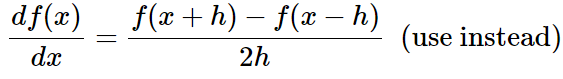 df(x)/dx = f(x + h) − f(x − h)/2h (use instead)